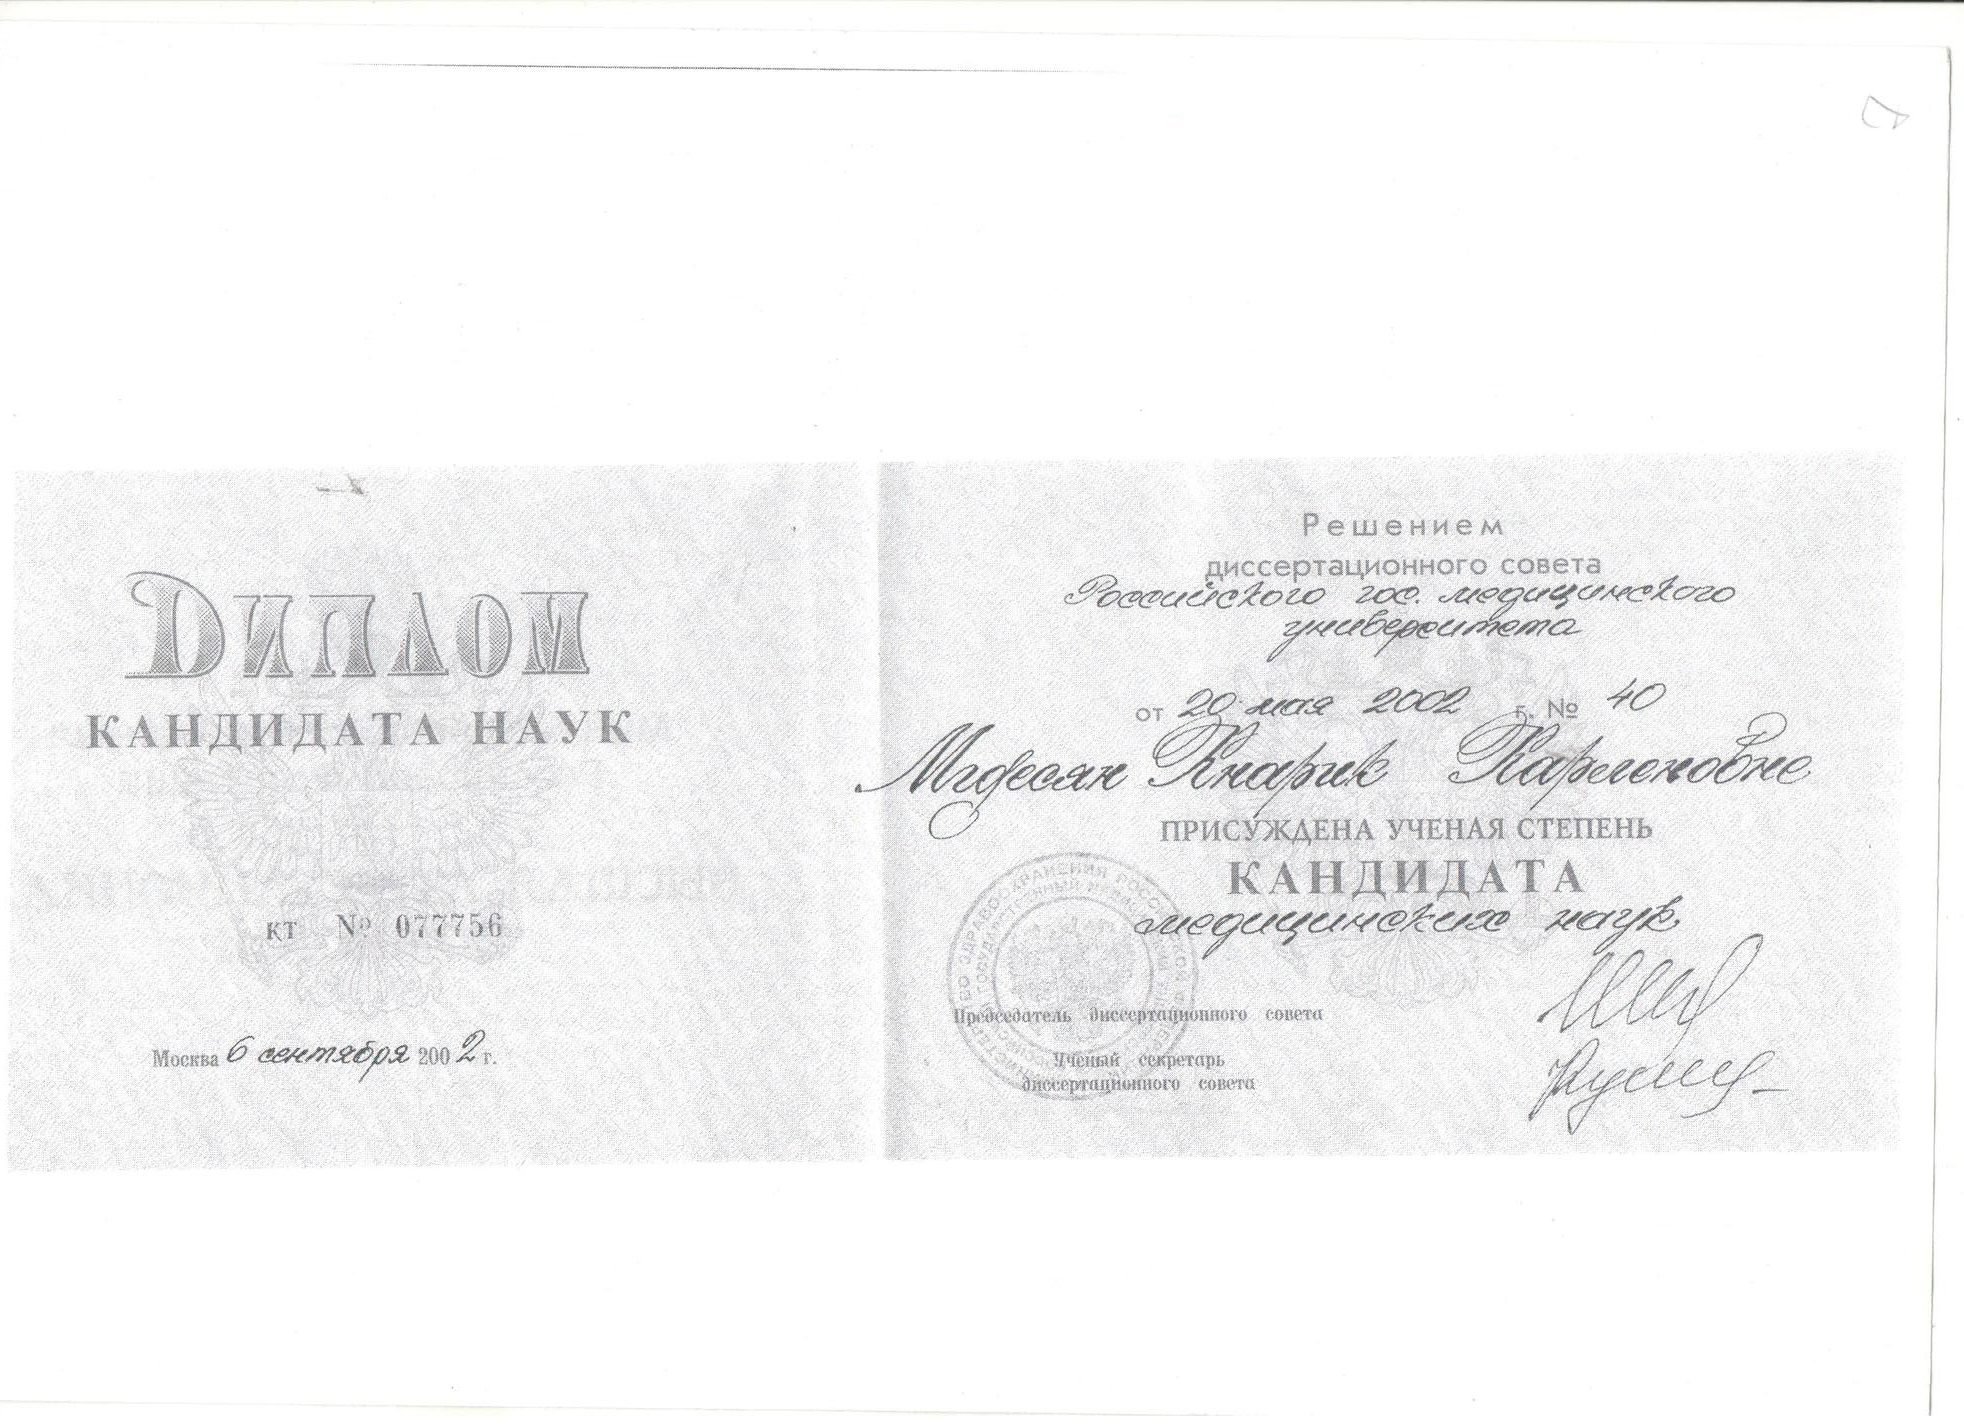 Диплом
КАНДИДАТА НАУК
КТ № 077756
Москва 6 сентября 2002 г.
Решением
диссертационного совета
Российского гос. медицинского
университета
от 20 мая 2002 г. № 40
Мгдесян Кнарик Карленовне
ПРИСУЖДЕНА УЧЕНАЯ СТЕПЕНЬ
КАНДИДАТА
медицинских наук
Председатель диссертационного совета
Ученый секретарь
диссертационного совета